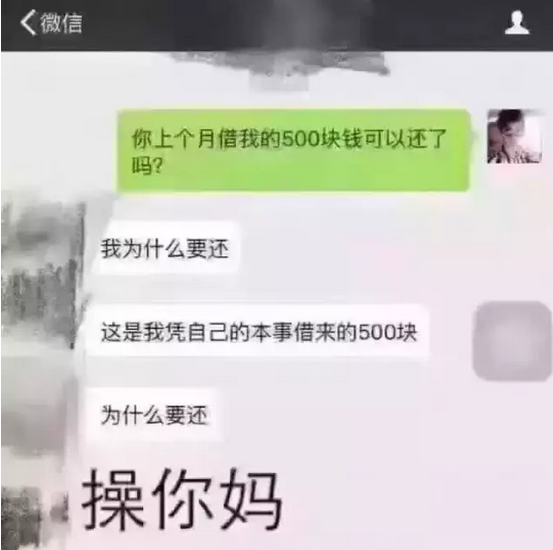 微信
你上个月借我的500块钱可以还了
吗?
我为什么要还
这是我凭自己的本事借来的500块
为什么要还
操你妈